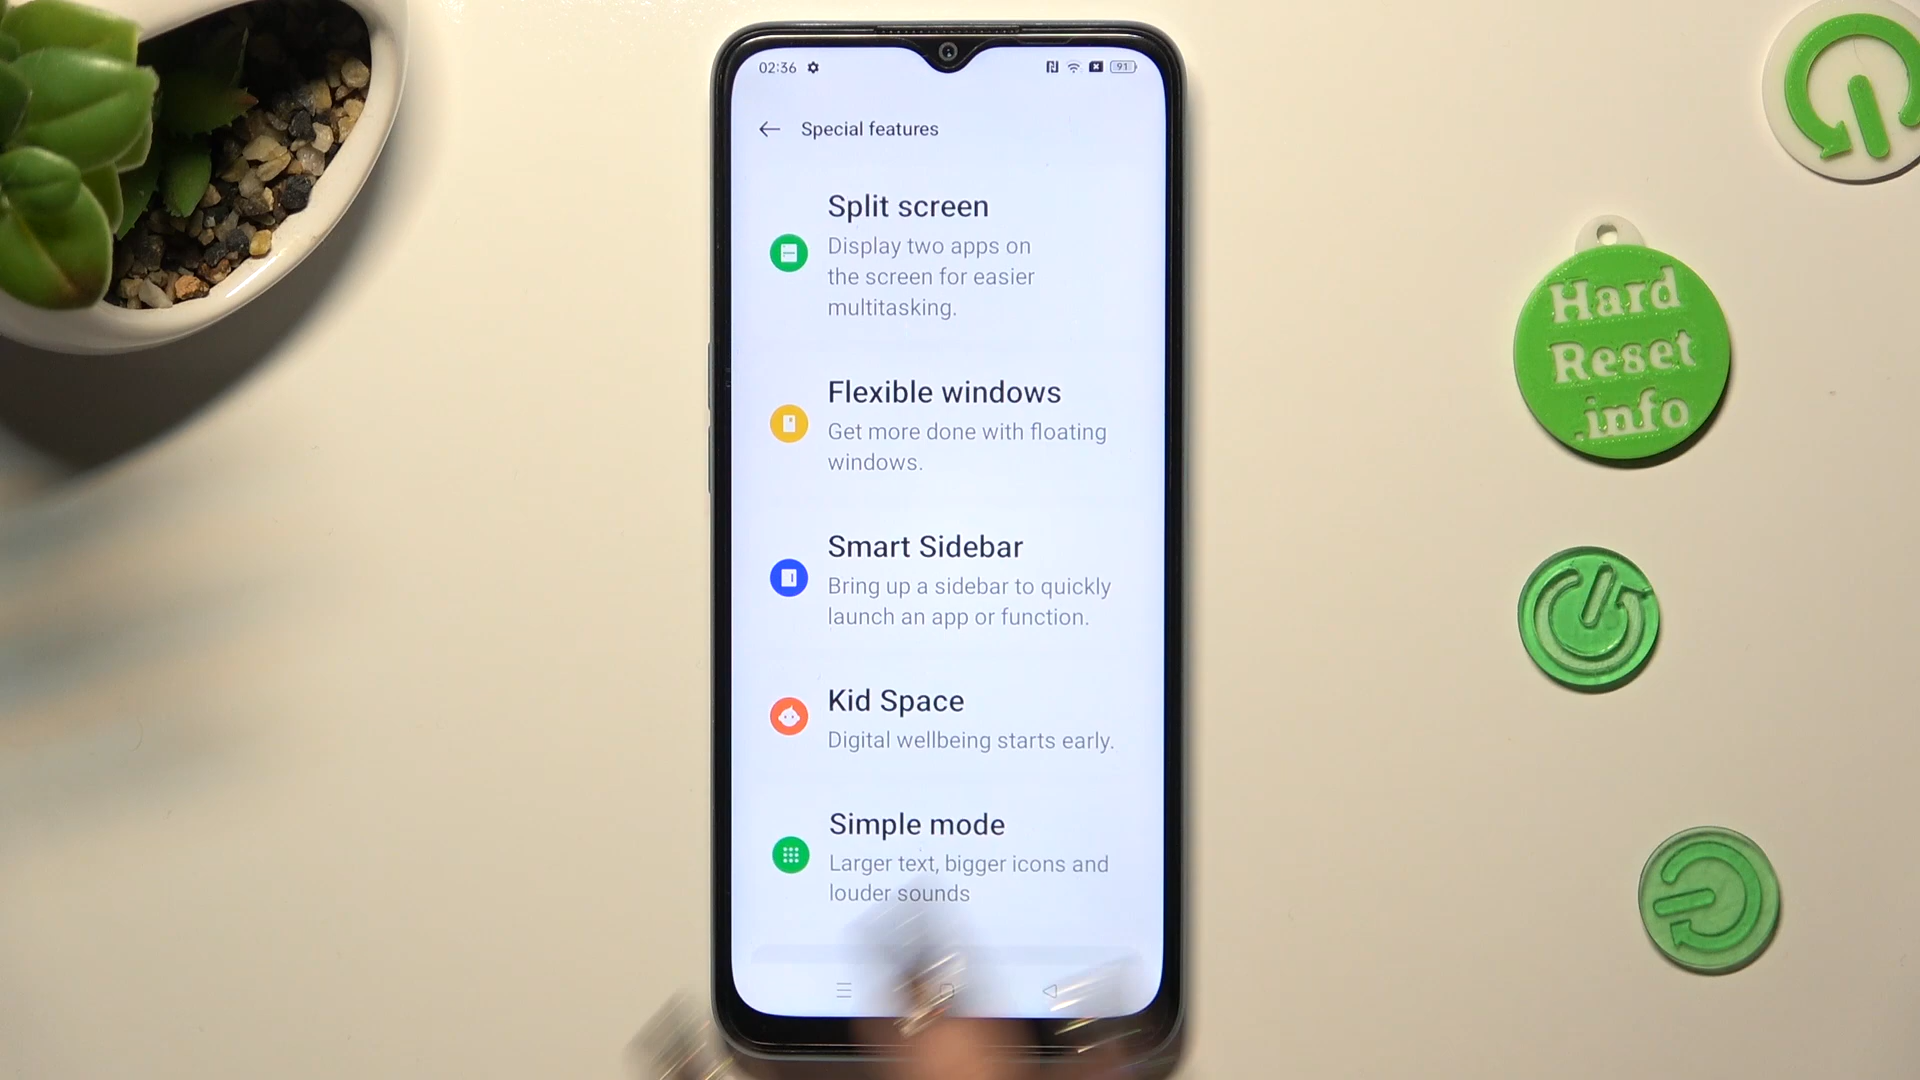 02:36
91
Special features
Split screen
Display two apps on
the screen for easier
multitasking.
Flexible windows
Get more done with floating
windows.
Smart Sidebar
Bring up a sidebar to quickly
launch an app or function.
Kid Space
Digital wellbeing starts early.
Simple mode
Larger text, bigger icons and
louder sounds
Hard
Reset
.info